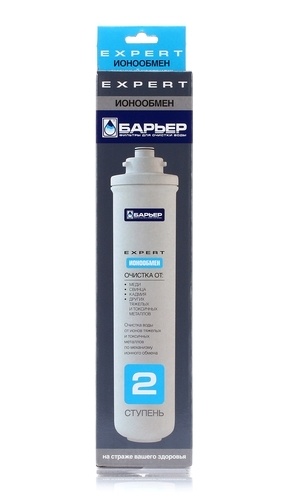 EXPERT
ИОНООБМЕН
EXPERT
ИОНООБМЕН
БАРЬЕР
ФИЛЬТРЫ ДЛЯ ОЧИСТКИ ВОДЫ
БАРЬЕР
EXPERT
ИОНООБМЕН
ОЧИСТКА ОТ:
• МЕДИ
• СВИНЦА
• КАДМИЯ
• ДРУГИХ
ТЯЖЕЛЫХ
И ТОКСИЧНЫХ
МЕТАЛЛОВ
Очистка воды
от ионов тяжелых
и токсичных
металлов
по механизму
ионного обмена
2
СТУПЕНЬ
на страже вашего здоровья